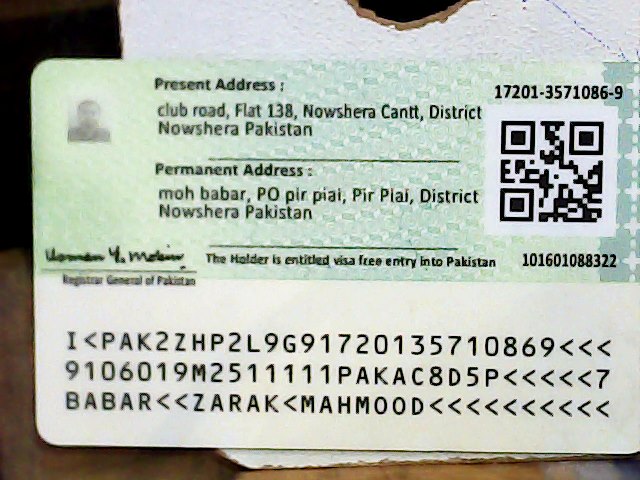 Present Address :
17201-3571086-9
club road, Flat 138, Nowshera Cantt, District
Nowshera Pakistan
Permanent Address :
moh babar, PO pir piai, Pir Piai, District
Nowshera Pakistan
Registrar General of Pakistan
The Holder is entitled visa free entry into Pakistan
101601088322
I<PAK2ZHP2L9G91720135710869<<<
9106019M2511111PAKAC8D5P<<<<<7
BABAR<<ZARAK<MAHMOOD<<<<<<<<<<